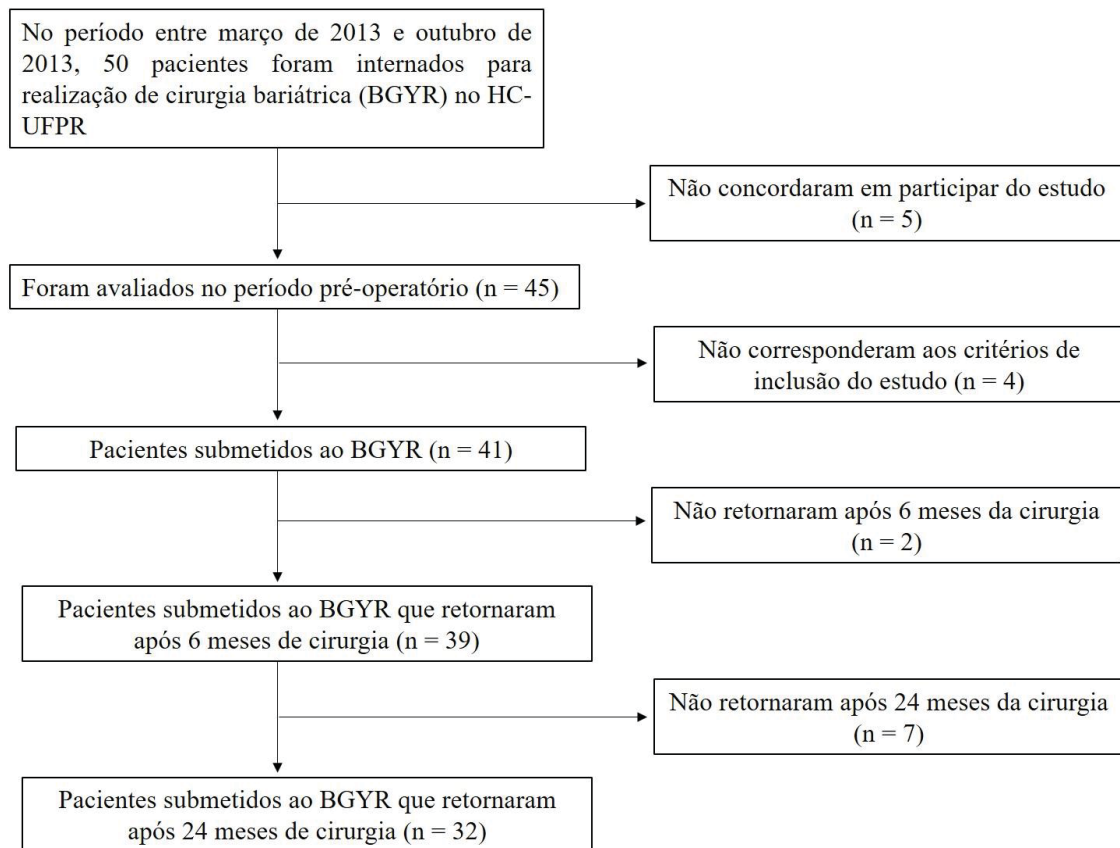 No período entre março de 2013 e outubro de
2013, 50 pacientes foram internados para
realização de cirurgia bariátrica (BGYR) no HC-
UFPR
Não concordaram em participar do estudo
(n = 5)
Foram avaliados no período pré-operatório (n = 45)
Não corresponderam aos critérios de
inclusão do estudo (n = 4)
Pacientes submetidos ao BGYR (n = 41)
Não retornaram após 6 meses da cirurgia
(n = 2)
Pacientes submetidos ao BGYR que retornaram
após 6 meses de cirurgia (n = 39)
Não retornaram após 24 meses da cirurgia
(n = 7)
Pacientes submetidos ao BGYR que retornaram
após 24 meses de cirurgia (n = 32)